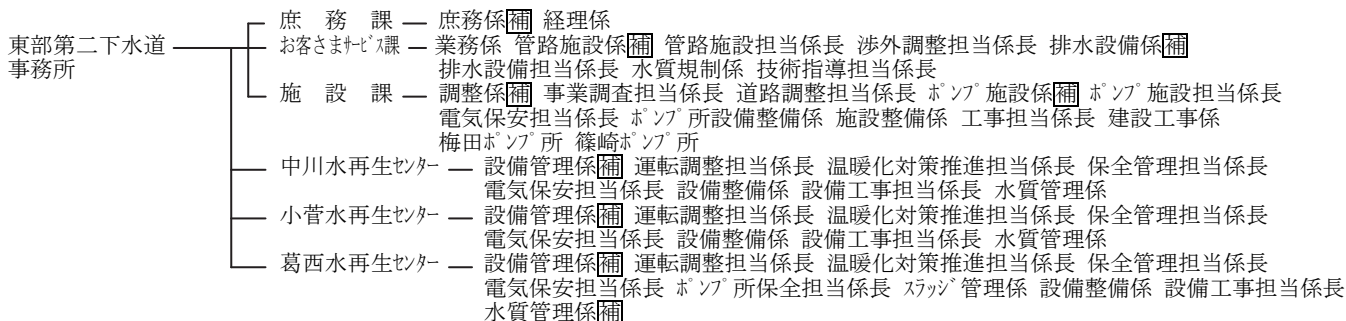 庶務課 庶務係補 経理係
東部第二下水道事務所
お客さまｻｰﾋﾞｽ課 業務係 管路施設係補 管路施設担当係長 渉外調整担当係長 排水設備係補
排水設備担当係長 水質規制係 技術指導担当係長
施設課 調整係補 事業調査担当係長 道路調整担当係長 ﾎﾟﾝﾌﾟ施設係補 ﾎﾟﾝﾌﾟ施設担当係長
電気保安担当係長 ﾎﾟﾝﾌﾟ所設備整備係 施設整備係 工事担当係長 建設工事係
梅田ﾎﾟﾝﾌﾟ所 篠崎ﾎﾟﾝﾌﾟ所
中川水再生ｾﾝﾀｰ 設備管理係補 運転調整担当係長 温暖化対策推進担当係長 保全管理担当係長
電気保安担当係長 設備整備係 設備工事担当係長 水質管理係
小菅水再生ｾﾝﾀｰ 設備管理係補 運転調整担当係長 温暖化対策推進担当係長 保全管理担当係長
電気保安担当係長 設備整備係 設備工事担当係長 水質管理係
葛西水再生ｾﾝﾀｰ 設備管理係補 運転調整担当係長 温暖化対策推進担当係長 保全管理担当係長
電気保安担当係長 ﾎﾟﾝﾌﾟ所保全担当係長 ｽﾗｯｼﾞ管理係 設備整備係 設備工事担当係長
水質管理係補